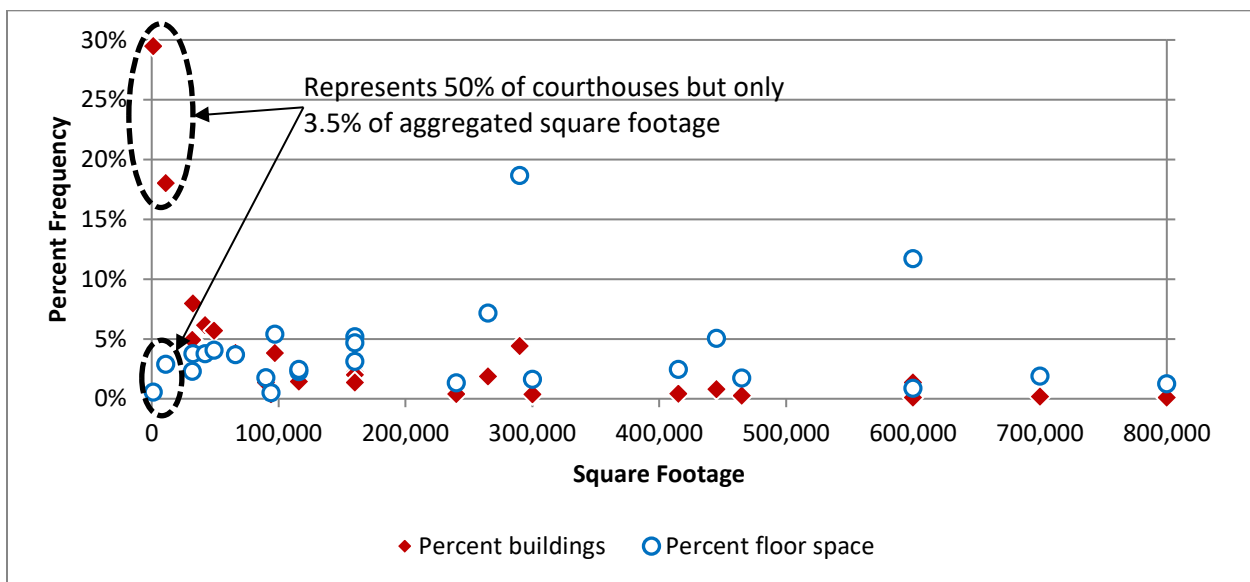 30%
25%
20%
15%
10%
5%
0%
Percent Frequency
Represents 50% of courthouses but only
3.5% of aggregated square footage
0 100,000 200,000 300,000 400,000 500,000 600,000 700,000 800,000
Square Footage
Percent buildings Percent floor space